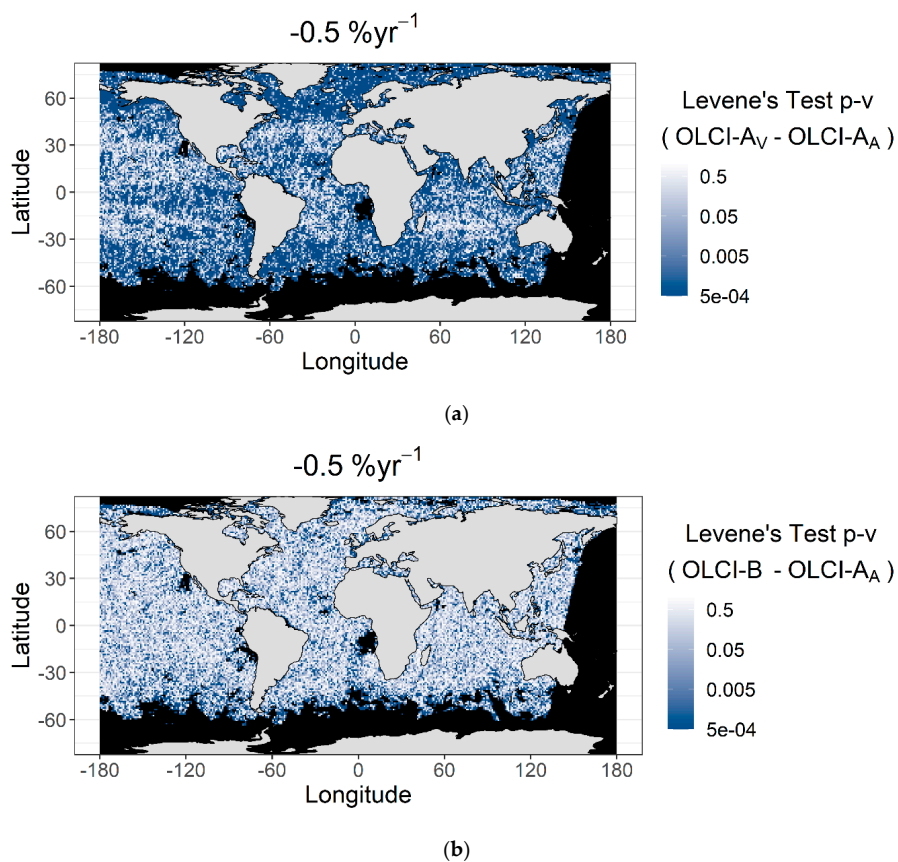 -0.5 %yr⁻¹
60
30
0
-30
-60
Latitude
-180 -120 -60 0 60 120 180
Longitude
Levene's Test p-v
( OLCI-Aᵥ - OLCI-A_A )
0.5
0.05
0.005
5e-04
(a)
-0.5 %yr⁻¹
60
30
0
-30
-60
Latitude
-180 -120 -60 0 60 120 180
Longitude
Levene's Test p-v
( OLCI-B - OLCI-A_A )
0.5
0.05
0.005
5e-04
(b)